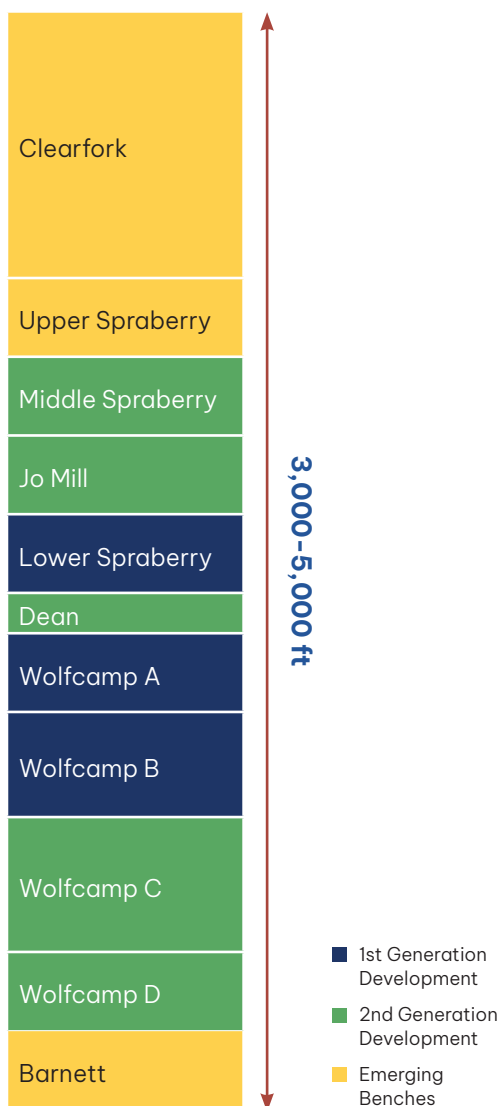 Clearfork
Upper Spraberry
Middle Spraberry
Jo Mill
Lower Spraberry
Dean
Wolfcamp A
Wolfcamp B
Wolfcamp C
Wolfcamp D
Barnett
3,000-5,000 ft
1st Generation
Development
2nd Generation
Development
Emerging
Benches